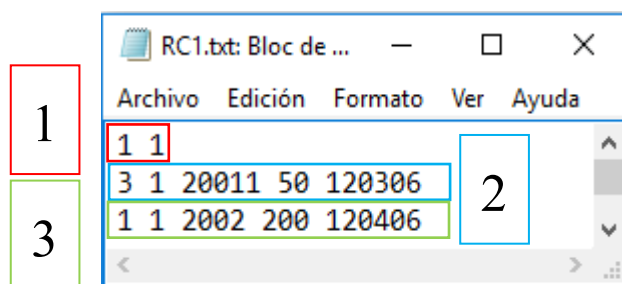 RC1.txt: Bloc de ...
Archivo Edición Formato Ver Ayuda
1
1 1
3 1 20011 50 120306
2
1 1 2002 200 120406
3